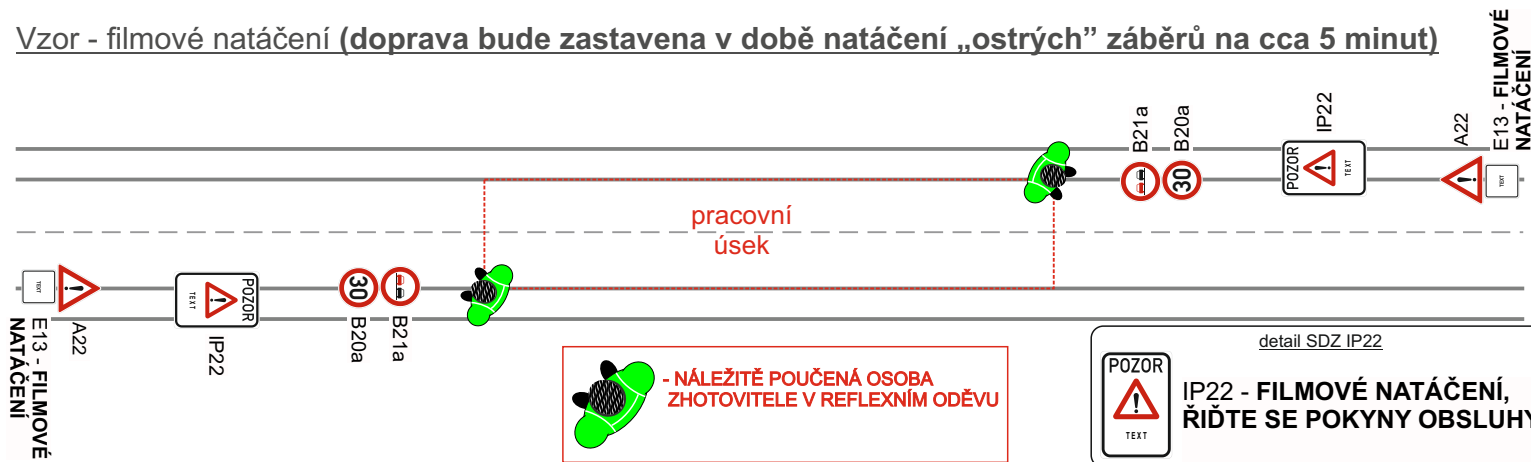 Vzor - filmové natáčení (doprava bude zastavena v době natáčení „ostrých” záběrů na cca 5 minut)
B21a
B20a
IP22
A22
E13 - FILMOVÉ
NATÁČENÍ
30
POZOR
TEXT
TEXT
pracovní
úsek
TEXT
TEXT
POZOR
30
E13 - FILMOVÉ
NATÁČENÍ
A22
IP22
B20a
B21a
- NÁLEŽITĚ POUČENÁ OSOBA
ZHOTOVITELE V REFLEXNÍM ODĚVU
detail SDZ IP22
POZOR
TEXT
IP22 - FILMOVÉ NATÁČENÍ,
ŘIĎTE SE POKYNY OBSLUHY